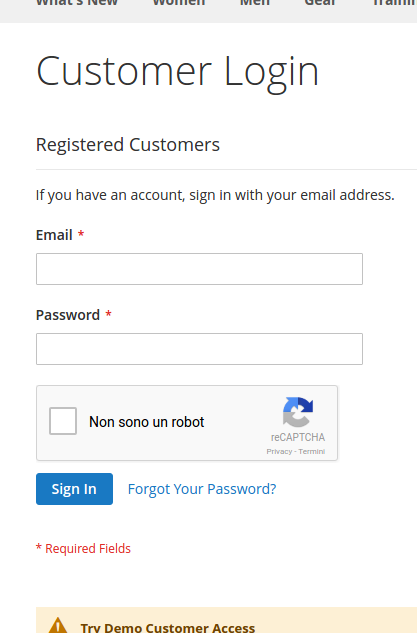 What's New Women Men Gear
Customer Login
Registered Customers
If you have an account, sign in with your email address.
Email *
Password *
Non sono un robot
reCAPTCHA
Privacy - Termini
Sign In Forgot Your Password?
* Required Fields
Try Demo Customer Access